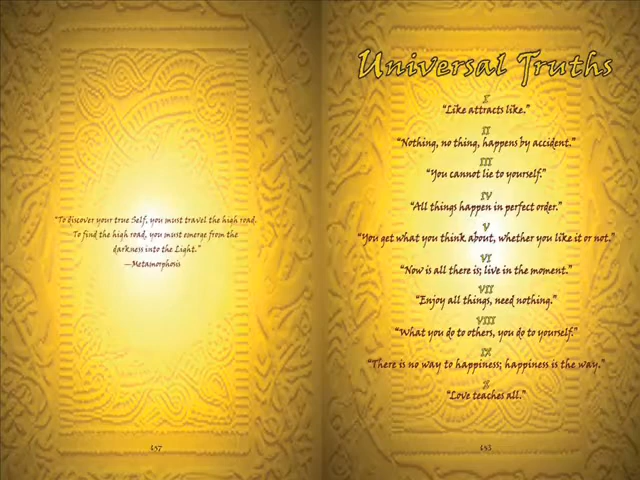 "To discover your true Self, you must travel the high road.
To find the high road, you must emerge from the
darkness into the Light."
—Metamorphosis
Universal Truths
I
"Like attracts like."
II
"Nothing, no thing, happens by accident."
III
"You cannot lie to yourself."
IV
"All things happen in perfect order."
V
"You get what you think about, whether you like it or not."
VI
"Now is all there is; live in the moment."
VII
"Enjoy all things, need nothing."
VIII
"What you do to others, you do to yourself."
IX
"There is no way to happiness; happiness is the way."
X
"Love teaches all."